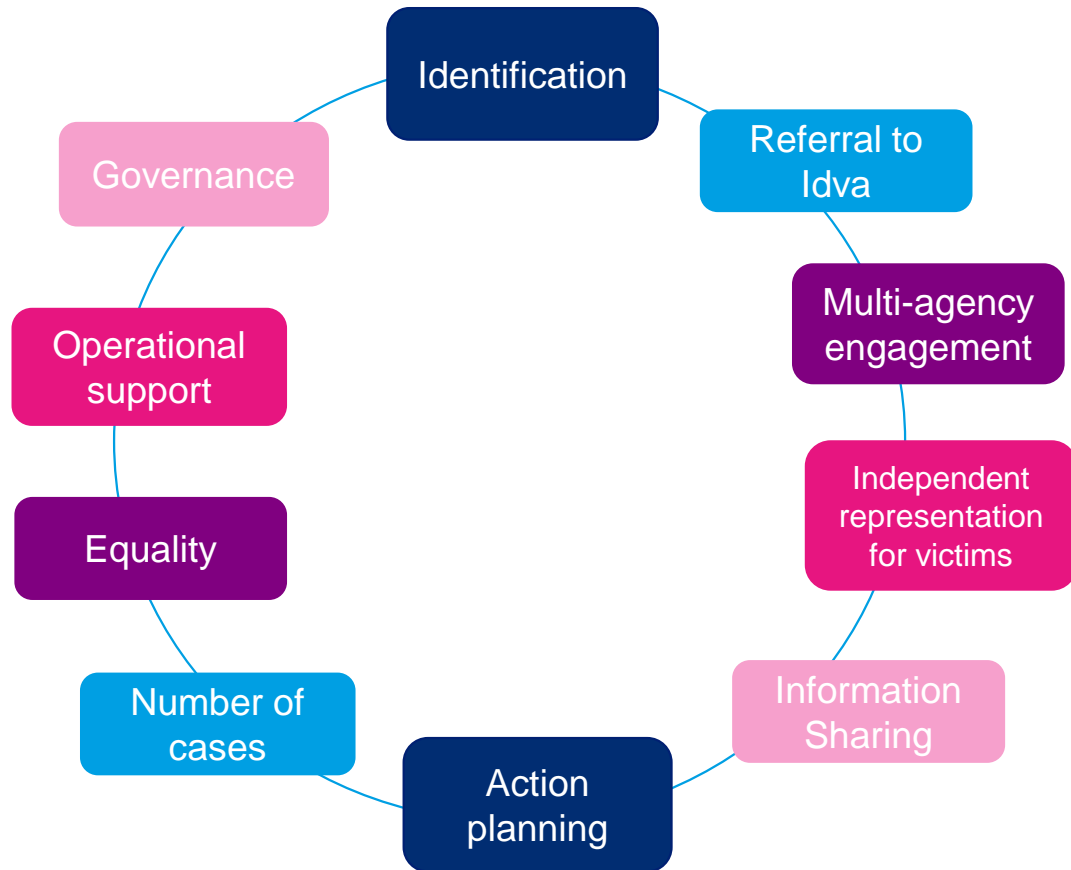 Identification
Referral to
Idva
Multi-agency
engagement
Independent
representation
for victims
Information
Sharing
Action
planning
Number of
cases
Equality
Operational
support
Governance